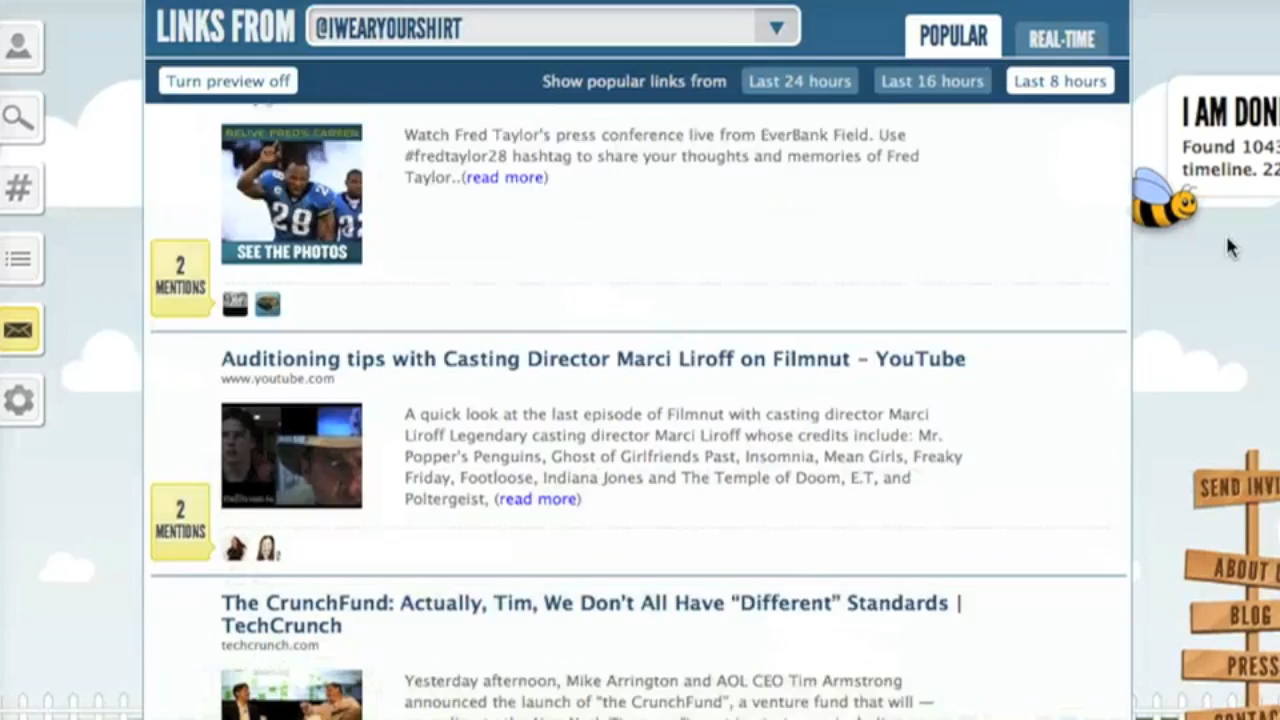 LINKS FROM @IWEARYOURSHIRT
POPULAR
REAL-TIME
Turn preview off
Show popular links from
Last 24 hours
Last 16 hours
Last 8 hours
I AM DON
Found 1043
timeline. 22
RELIVE FRED'S CAREER
28
SEE THE PHOTOS
Watch Fred Taylor's press conference live from EverBank Field. Use
#fredtaylor28 hashtag to share your thoughts and memories of Fred
Taylor..(read more)
2
MENTIONS
Auditioning tips with Casting Director Marci Liroff on Filmnut – YouTube
www.youtube.com
A quick look at the last episode of Filmnut with casting director Marci
Liroff Legendary casting director Marci Liroff whose credits include: Mr.
Popper's Penguins, Ghost of Girlfriends Past, Insomnia, Mean Girls, Freaky
Friday, Footloose, Indiana Jones and The Temple of Doom, E.T, and
Poltergeist, (read more)
2
MENTIONS
The CrunchFund: Actually, Tim, We Don't All Have “Different” Standards |
TechCrunch
techcrunch.com
Yesterday afternoon, Mike Arrington and AOL CEO Tim Armstrong
announced the launch of “the CrunchFund”, a venture fund that will —
SEND INVI
ABOUT
BLOG
PRESS